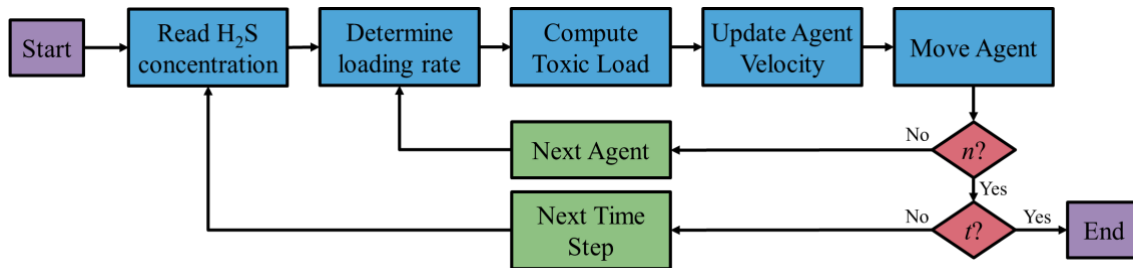 Start
Read H₂S
concentration
Determine
loading rate
Compute
Toxic Load
Update Agent
Velocity
Move Agent
No
n?
Next Agent
Yes
Next Time
Step
No
t?
Yes
End